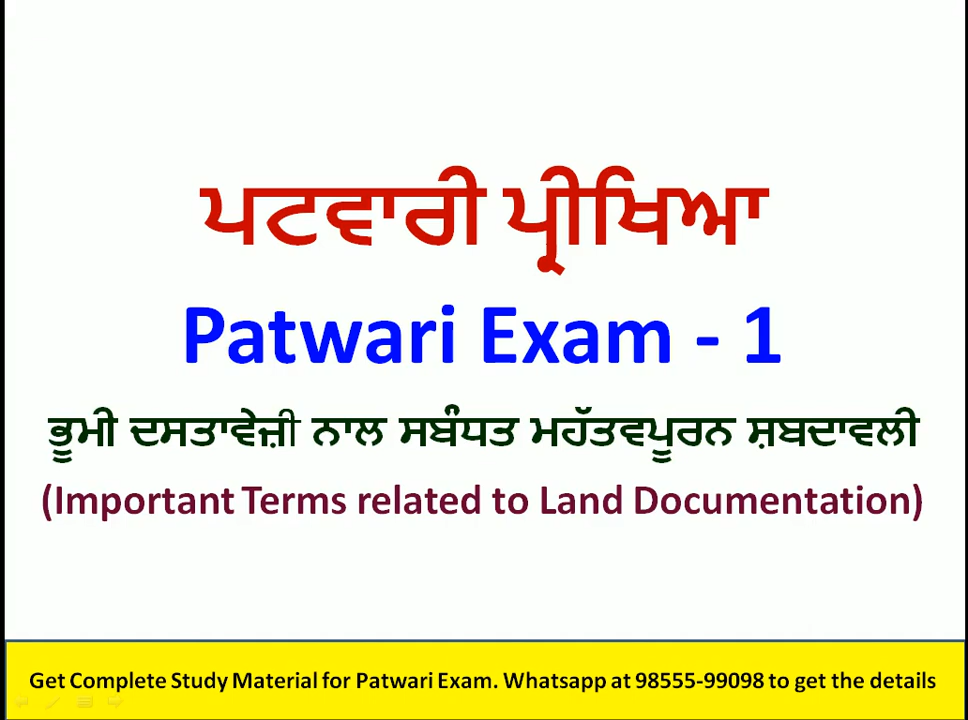 ਪਟਵਾਰੀ ਪ੍ਰੀਖਿਆ
Patwari Exam - 1
ਭੂਮੀ ਦਸਤਾਵੇਜ਼ੀ ਨਾਲ ਸਬੰਧਤ ਮਹੱਤਵਪੂਰਨ ਸ਼ਬਦਾਵਲੀ
(Important Terms related to Land Documentation)
Get Complete Study Material for Patwari Exam. Whatsapp at 98555-99098 to get the details